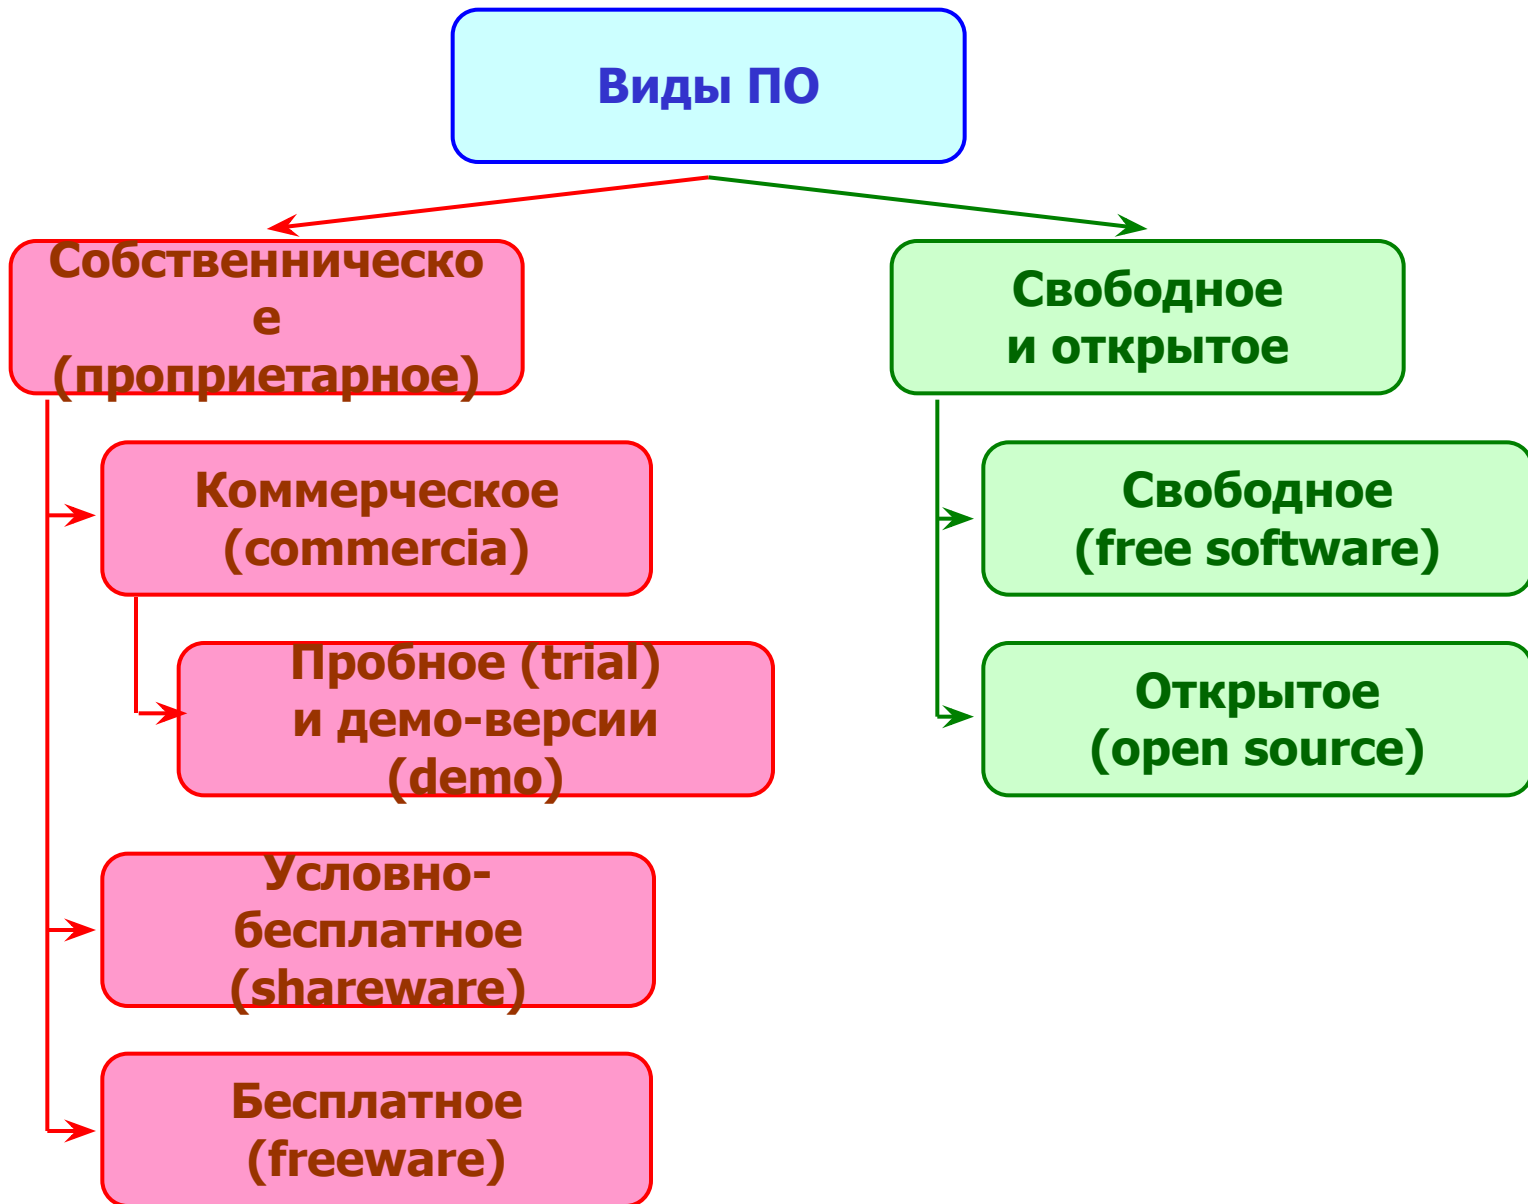 Виды ПО
Собственническо
е
(проприетарное)
Коммерческое
(commercia)
Пробное (trial)
и демо-версии
(demo)
Условно-
бесплатное
(shareware)
Бесплатное
(freeware)
Свободное
и открытое
Свободное
(free software)
Открытое
(open source)